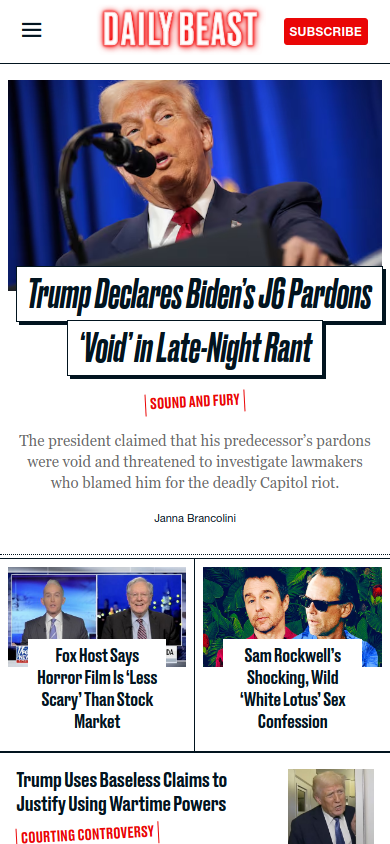 DAILY BEAST
SUBSCRIBE
Trump Declares Biden's J6 Pardons
'Void' in Late-Night Rant
SOUND AND FURY
The president claimed that his predecessor's pardons
were void and threatened to investigate lawmakers
who blamed him for the deadly Capitol riot.
Janna Brancolini
Fox Host Says
Horror Film Is 'Less
Scary' Than Stock
Market
Sam Rockwell's
Shocking, Wild
'White Lotus' Sex
Confession
Trump Uses Baseless Claims to
Justify Using Wartime Powers
COURTING CONTROVERSY